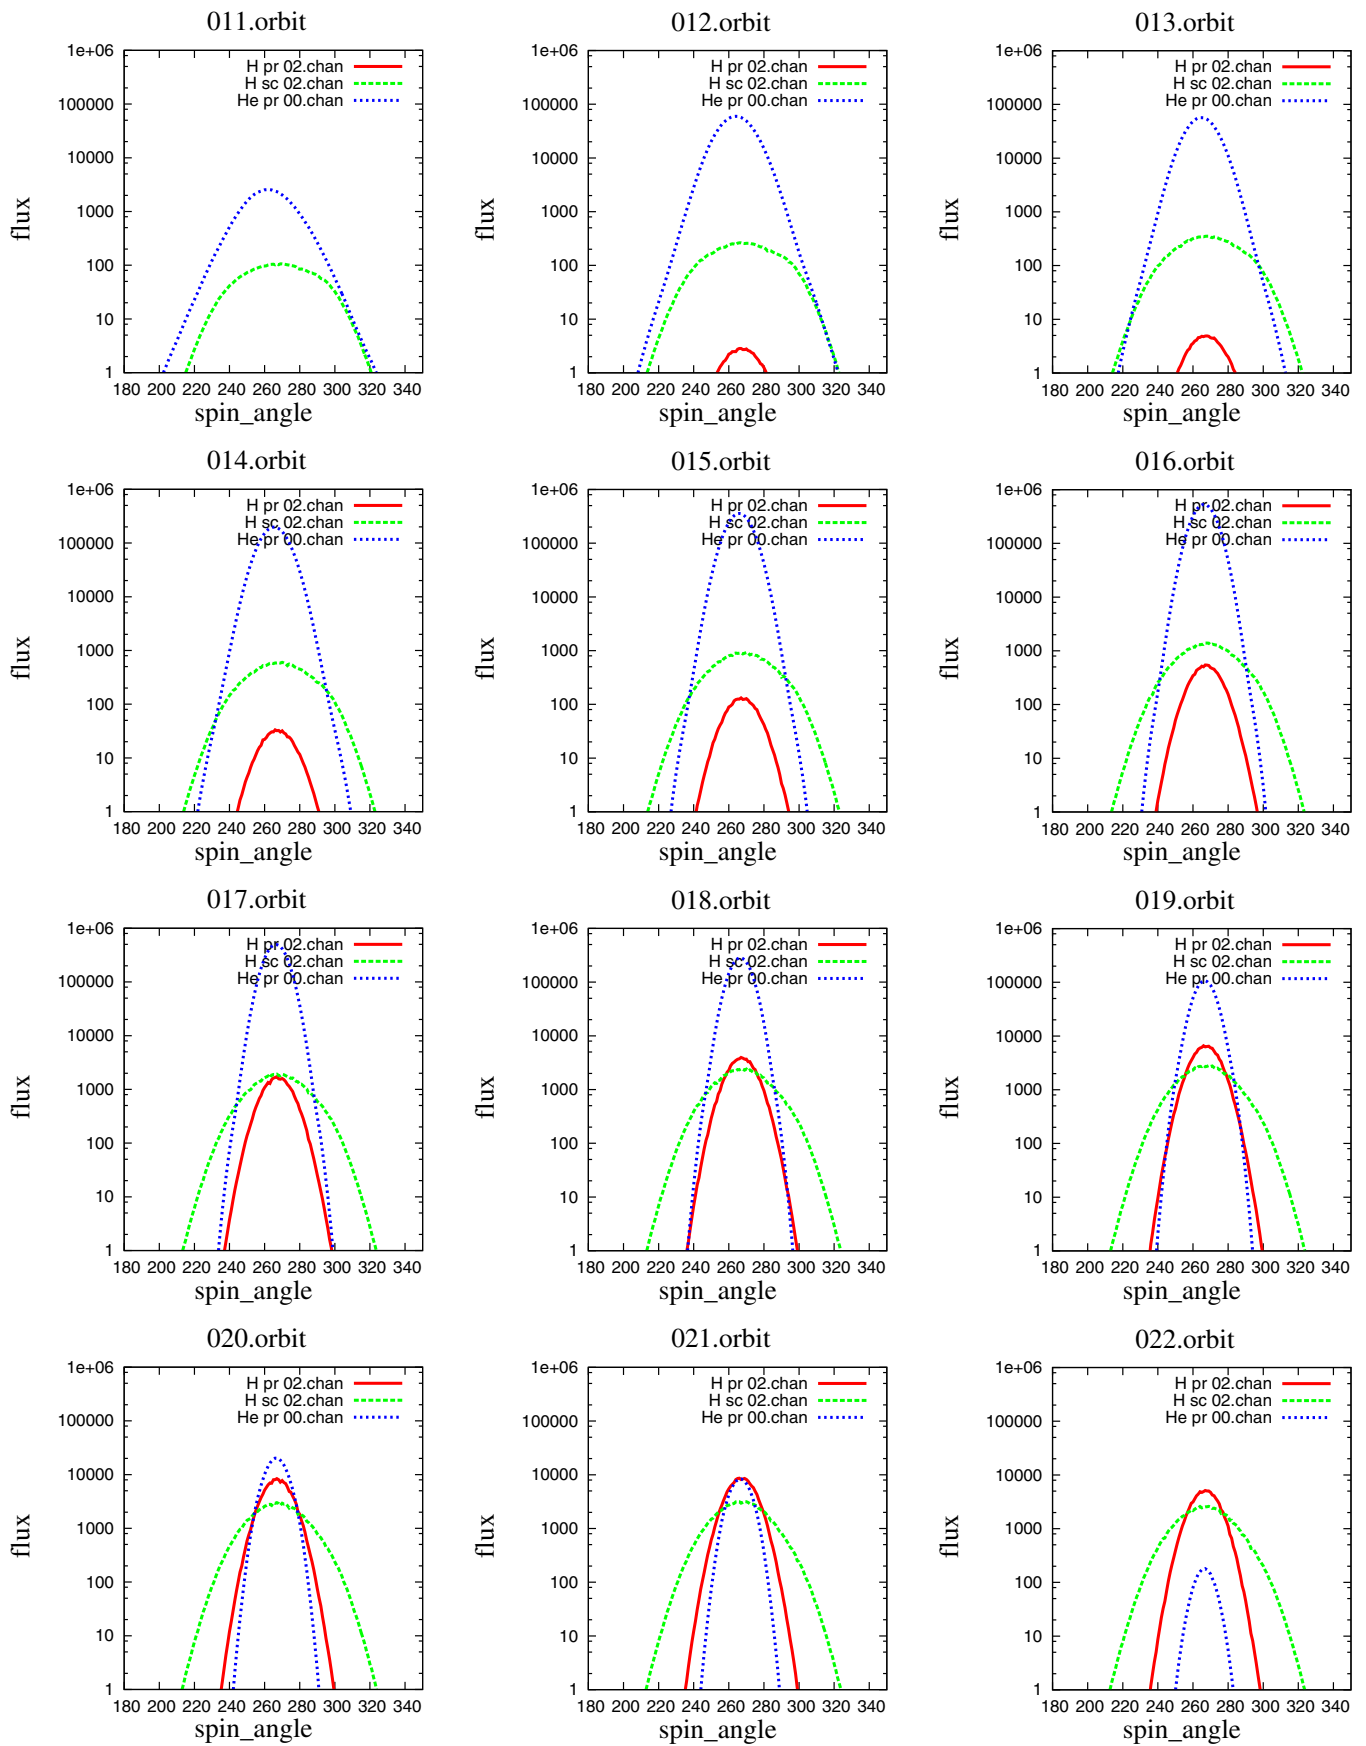 011.orbit
1e+06
100000
10000
1000
100
10
1
flux
H pr 02.chan
H sc 02.chan
He pr 00.chan
180 200 220 240 260 280 300 320 340
spin_angle
012.orbit
1e+06
100000
10000
1000
100
10
1
flux
H pr 02.chan
H sc 02.chan
He pr 00.chan
180 200 220 240 260 280 300 320 340
spin_angle
013.orbit
1e+06
100000
10000
1000
100
10
1
flux
H pr 02.chan
H sc 02.chan
He pr 00.chan
180 200 220 240 260 280 300 320 340
spin_angle
014.orbit
1e+06
100000
10000
1000
100
10
1
flux
H pr 02.chan
H sc 02.chan
He pr 00.chan
180 200 220 240 260 280 300 320 340
spin_angle
015.orbit
1e+06
100000
10000
1000
100
10
1
flux
H pr 02.chan
H sc 02.chan
He pr 00.chan
180 200 220 240 260 280 300 320 340
spin_angle
016.orbit
1e+06
100000
10000
1000
100
10
1
flux
H pr 02.chan
H sc 02.chan
He pr 00.chan
180 200 220 240 260 280 300 320 340
spin_angle
017.orbit
1e+06
100000
10000
1000
100
10
1
flux
H pr 02.chan
H sc 02.chan
He pr 00.chan
180 200 220 240 260 280 300 320 340
spin_angle
018.orbit
1e+06
100000
10000
1000
100
10
1
flux
H pr 02.chan
H sc 02.chan
He pr 00.chan
180 200 220 240 260 280 300 320 340
spin_angle
019.orbit
1e+06
100000
10000
1000
100
10
1
flux
H pr 02.chan
H sc 02.chan
He pr 00.chan
180 200 220 240 260 280 300 320 340
spin_angle
020.orbit
1e+06
100000
10000
1000
100
10
1
flux
H pr 02.chan
H sc 02.chan
He pr 00.chan
180 200 220 240 260 280 300 320 340
spin_angle
021.orbit
1e+06
100000
10000
1000
100
10
1
flux
H pr 02.chan
H sc 02.chan
He pr 00.chan
180 200 220 240 260 280 300 320 340
spin_angle
022.orbit
1e+06
100000
10000
1000
100
10
1
flux
H pr 02.chan
H sc 02.chan
He pr 00.chan
180 200 220 240 260 280 300 320 340
spin_angle